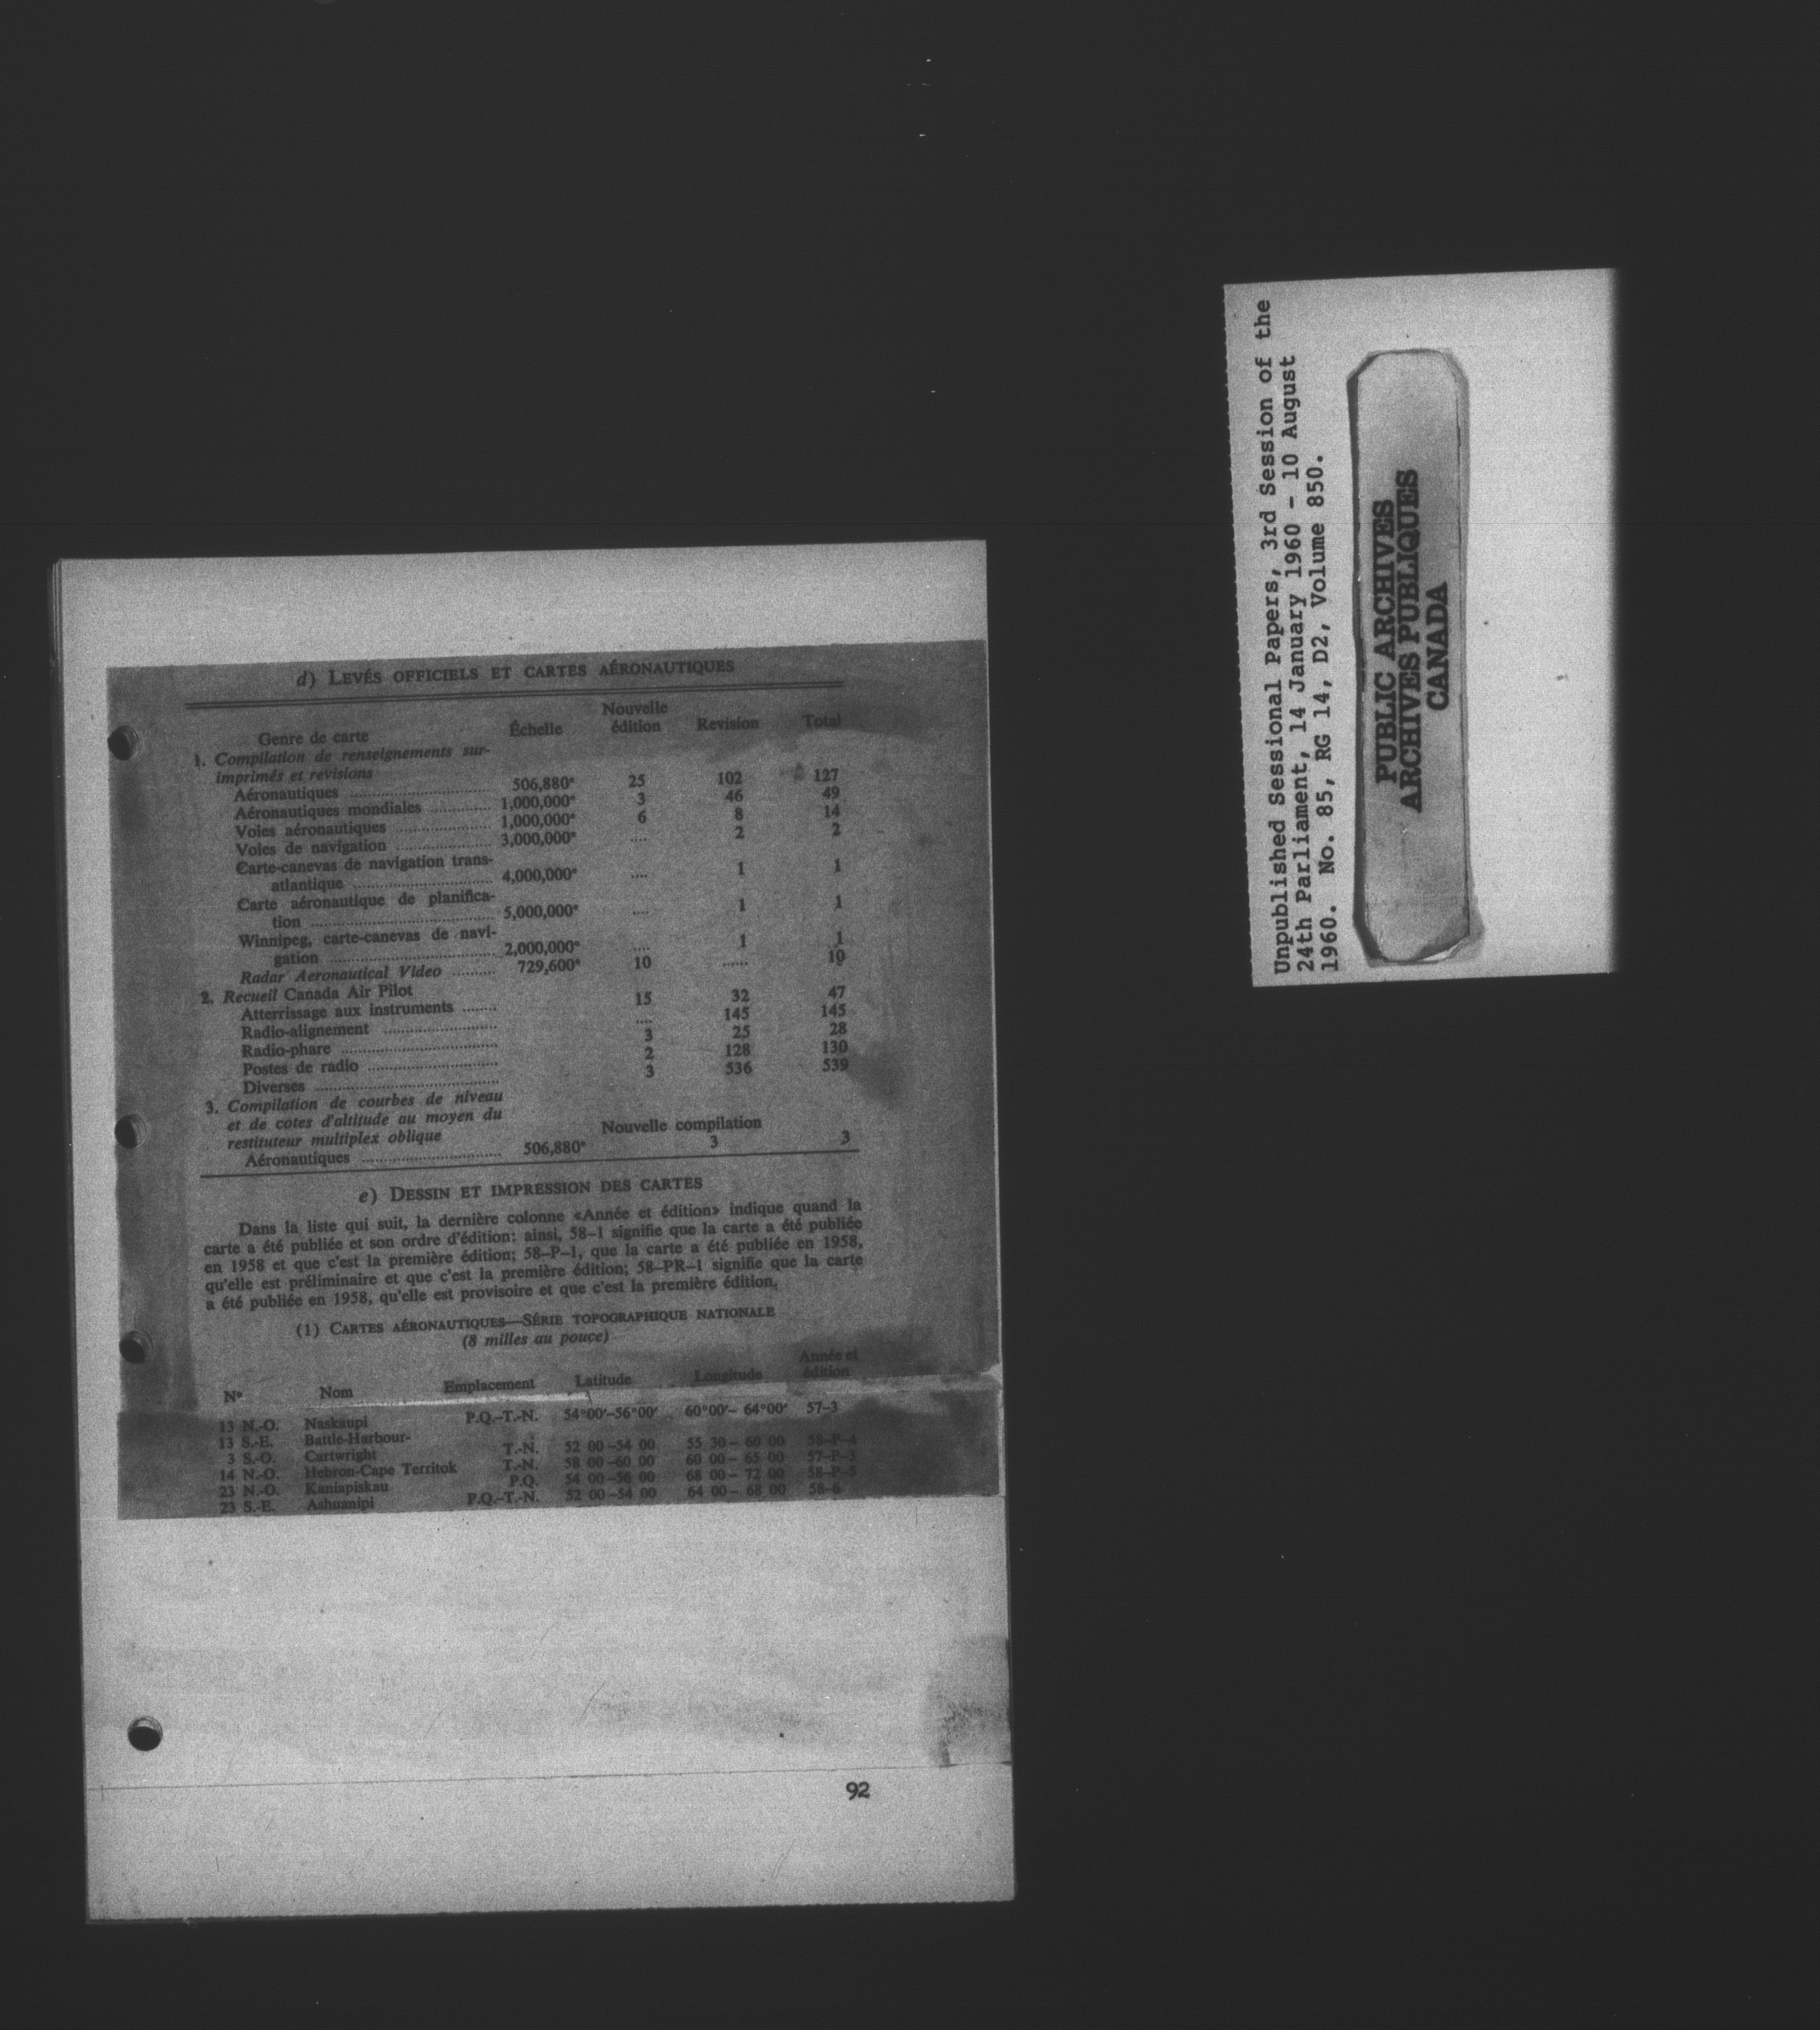 d) LEVÉS OFFICIELS ET CARTES AÉRONAUTIQUES
Genre de carte Échelle Nouvelle édition Revision Total
1. Compilation de renseignements sur-
imprimés et revisions
Aéronautiques .......... 506,880e 25 102 127
Aéronautiques mondiales .......... 1,000,000e 3 46 49
Voies aéronautiques .......... 1,000,000e 6 8 14
Voies de navigation .......... 3,000,000e .... 2 2
Carte-canevas de navigation trans-
atlantique .......... 4,000,000e .... 1 1
Carte aéronautique de planifica-
tion .......... 5,000,000e .... 1 1
Winnipeg, carte-canevas de navi-
gation .......... 2,000,000e .... 1 1
Radar Aeronautical Video .......... 729,600e 10 ...... 10
2. Recueil Canada Air Pilot
Atterrissage aux instruments ........ 15 32 47
Radio-alignement .......... .... 145 145
Radio-phare .......... 3 25 28
Postes de radio .......... 2 128 130
Diverses .......... 3 536 539
3. Compilation de courbes de niveau
et de cotes d'altitude au moyen du
restituteur multiplex oblique Nouvelle compilation
Aéronautiques .......... 506,880e 3 3
e) DESSIN ET IMPRESSION DES CARTES
Dans la liste qui suit, la dernière colonne «Année et édition» indique quand la
carte a été publiée et son ordre d'édition: ainsi, 58-1 signifie que la carte a été publiée
en 1958 et que c'est la première édition; 58-P-1, que la carte a été publiée en 1958,
qu'elle est préliminaire et que c'est la première édition; 58-PR-1 signifie que la carte
a été publiée en 1958, qu'elle est provisoire et que c'est la première édition.
(1) CARTES AÉRONAUTIQUES—SÉRIE TOPOGRAPHIQUE NATIONALE
(8 milles au pouce)
No Nom Emplacement Latitude Longitude Année et édition
13 N.-O. Naskaupi P.Q.-T.-N. 54°00'-56°00' 60°00'- 64°00' 57-3
13 S.-E. Battle-Harbour-
3 S.-O. Cartwright T.-N. 52 00-54 00 55 30- 60 00 58-P-4
14 N.-O. Hebron-Cape Territok T.-N. 58 00-60 00 60 00- 65 00 57-P-3
23 N.-O. Kaniapiskau P.Q. 54 00-56 00 68 00- 72 00 58-P-5
23 S.-E. Ashuanipi P.Q.-T.-N. 52 00-54 00 64 00- 68 00 58-6
92
Unpublished Sessional Papers, 3rd Session of the
24th Parliament, 14 January 1960 - 10 August
1960. No. 85, RG 14, D2, Volume 850.
PUBLIC ARCHIVES
ARCHIVES PUBLIQUES
CANADA